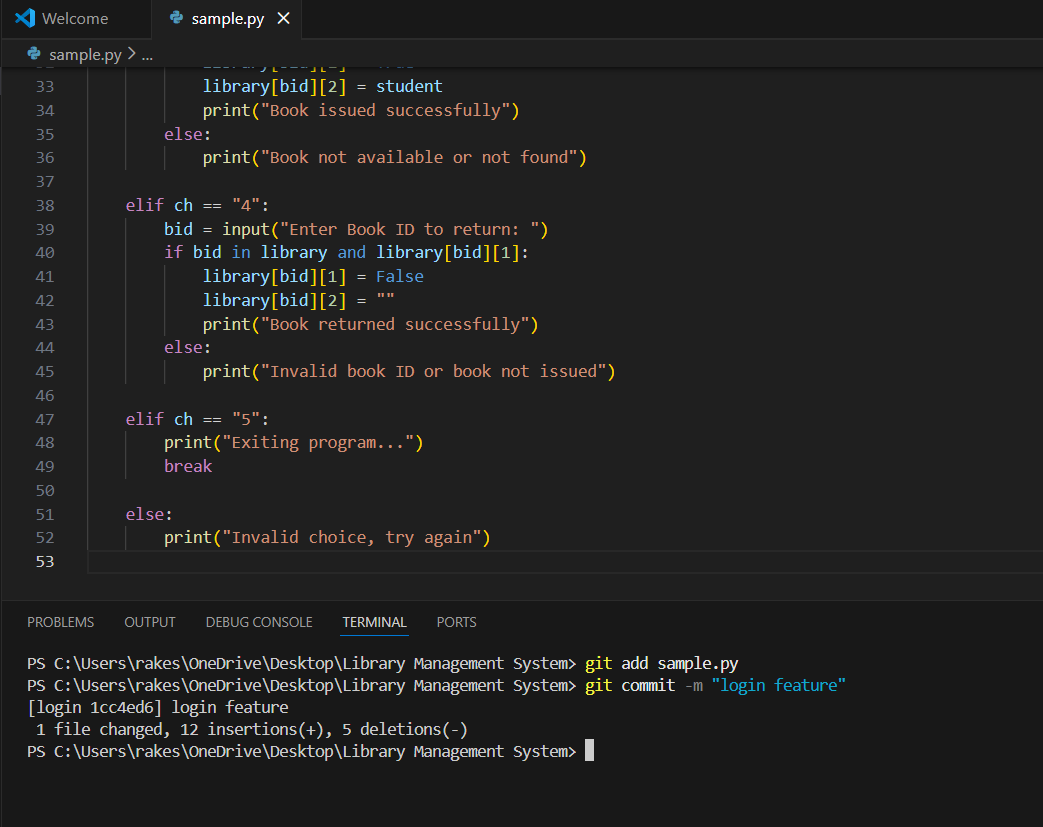 Welcome
sample.py
sample.py > ...
33 library[bid][2] = student
34 print("Book issued successfully")
35 else:
36 print("Book not available or not found")
37
38 elif ch == "4":
39 bid = input("Enter Book ID to return: ")
40 if bid in library and library[bid][1]:
41 library[bid][1] = False
42 library[bid][2] = ""
43 print("Book returned successfully")
44 else:
45 print("Invalid book ID or book not issued")
46
47 elif ch == "5":
48 print("Exiting program...")
49 break
50
51 else:
52 print("Invalid choice, try again")
53
PROBLEMS OUTPUT DEBUG CONSOLE TERMINAL PORTS
PS C:\Users\rakes\OneDrive\Desktop\Library Management System> git add sample.py
PS C:\Users\rakes\OneDrive\Desktop\Library Management System> git commit -m "login feature"
[login 1cc4ed6] login feature
1 file changed, 12 insertions(+), 5 deletions(-)
PS C:\Users\rakes\OneDrive\Desktop\Library Management System>